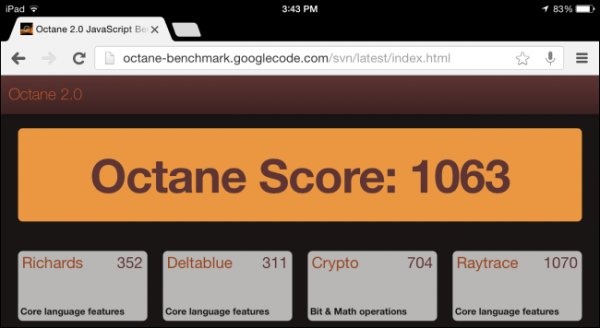 iPad 3:43 PM 83%
Octane 2.0 JavaScript Be
octane-benchmark.googlecode.com/svn/latest/index.html
Octane 2.0
Octane Score: 1063
Richards 352 Deltablue 311 Crypto 704 Raytrace 1070
Core language features Core language features Bit & Math operations Core language features